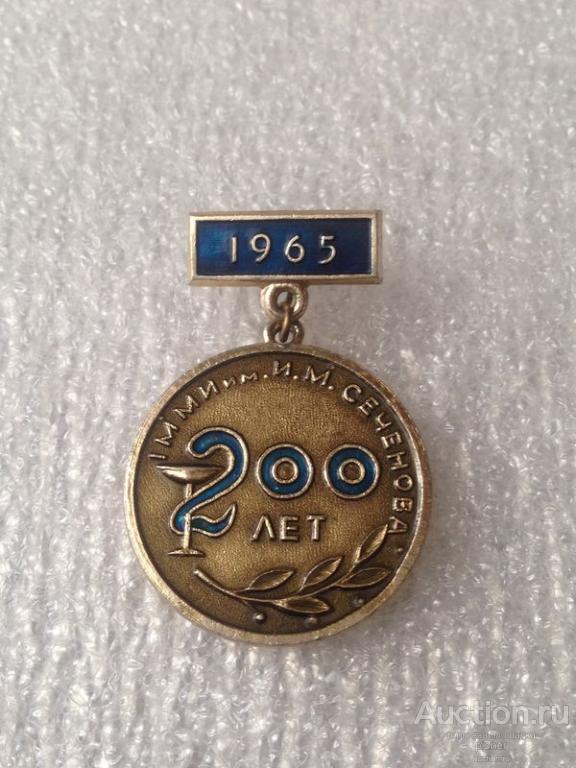 1965
I ММИ им. И. М. СЕЧЕНОВА
200
ЛЕТ
Auction.ru